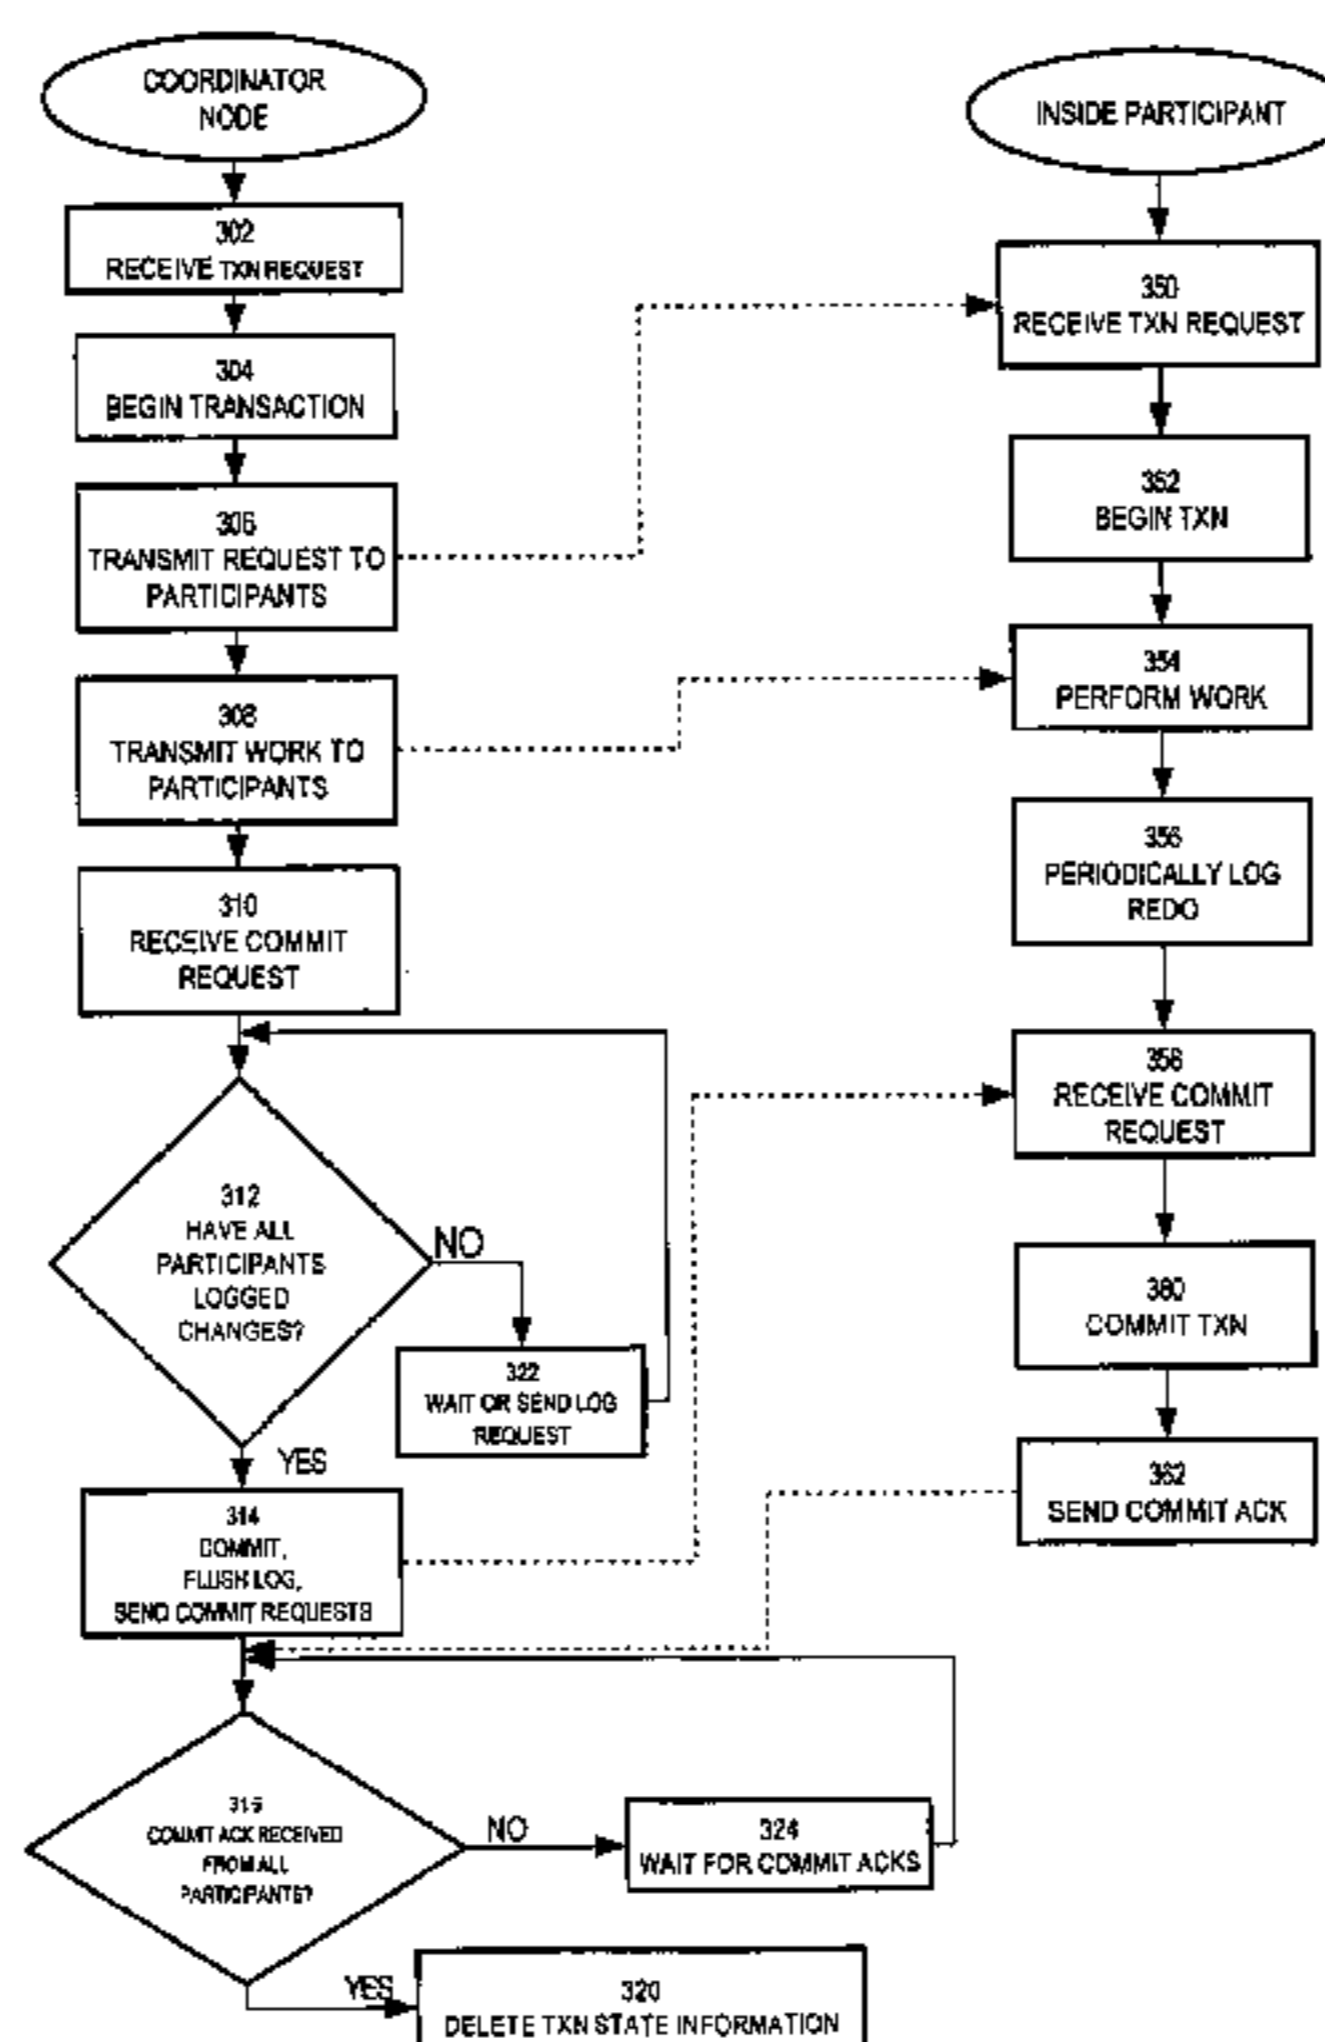 COORDINATOR
NODE
302
RECEIVE TXN REQUEST
304
BEGIN TRANSACTION
306
TRANSMIT REQUEST TO
PARTICIPANTS
308
TRANSMIT WORK TO
PARTICIPANTS
310
RECEIVE COMMIT
REQUEST
312
HAVE ALL
PARTICIPANTS
LOGGED
CHANGES?
NO
322
WAIT OR SEND LOG
REQUEST
YES
314
COMMIT,
FLUSH LOG,
SEND COMMIT REQUESTS
316
COMMIT ACK RECEIVED
FROM ALL
PARTICIPANTS?
NO
324
WAIT FOR COMMIT ACKS
YES
320
DELETE TXN STATE INFORMATION
INSIDE PARTICIPANT
350
RECEIVE TXN REQUEST
352
BEGIN TXN
354
PERFORM WORK
356
PERIODICALLY LOG
REDO
358
RECEIVE COMMIT
REQUEST
360
COMMIT TXN
362
SEND COMMIT ACK